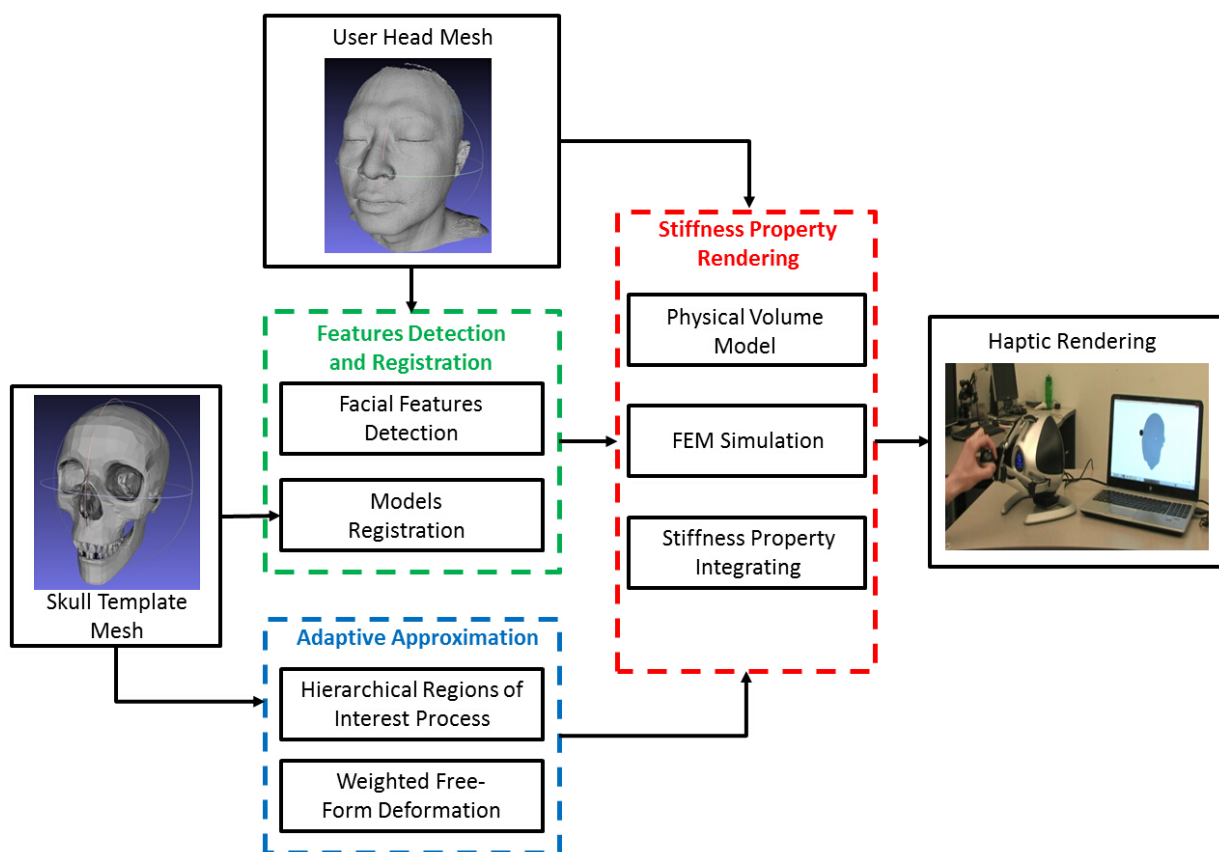 User Head Mesh
Stiffness Property
Rendering
Features Detection
and Registration
Physical Volume
Model
Haptic Rendering
Facial Features
Detection
FEM Simulation
Models
Registration
Stiffness Property
Integrating
Skull Template
Mesh
Adaptive Approximation
Hierarchical Regions of
Interest Process
Weighted Free-
Form Deformation